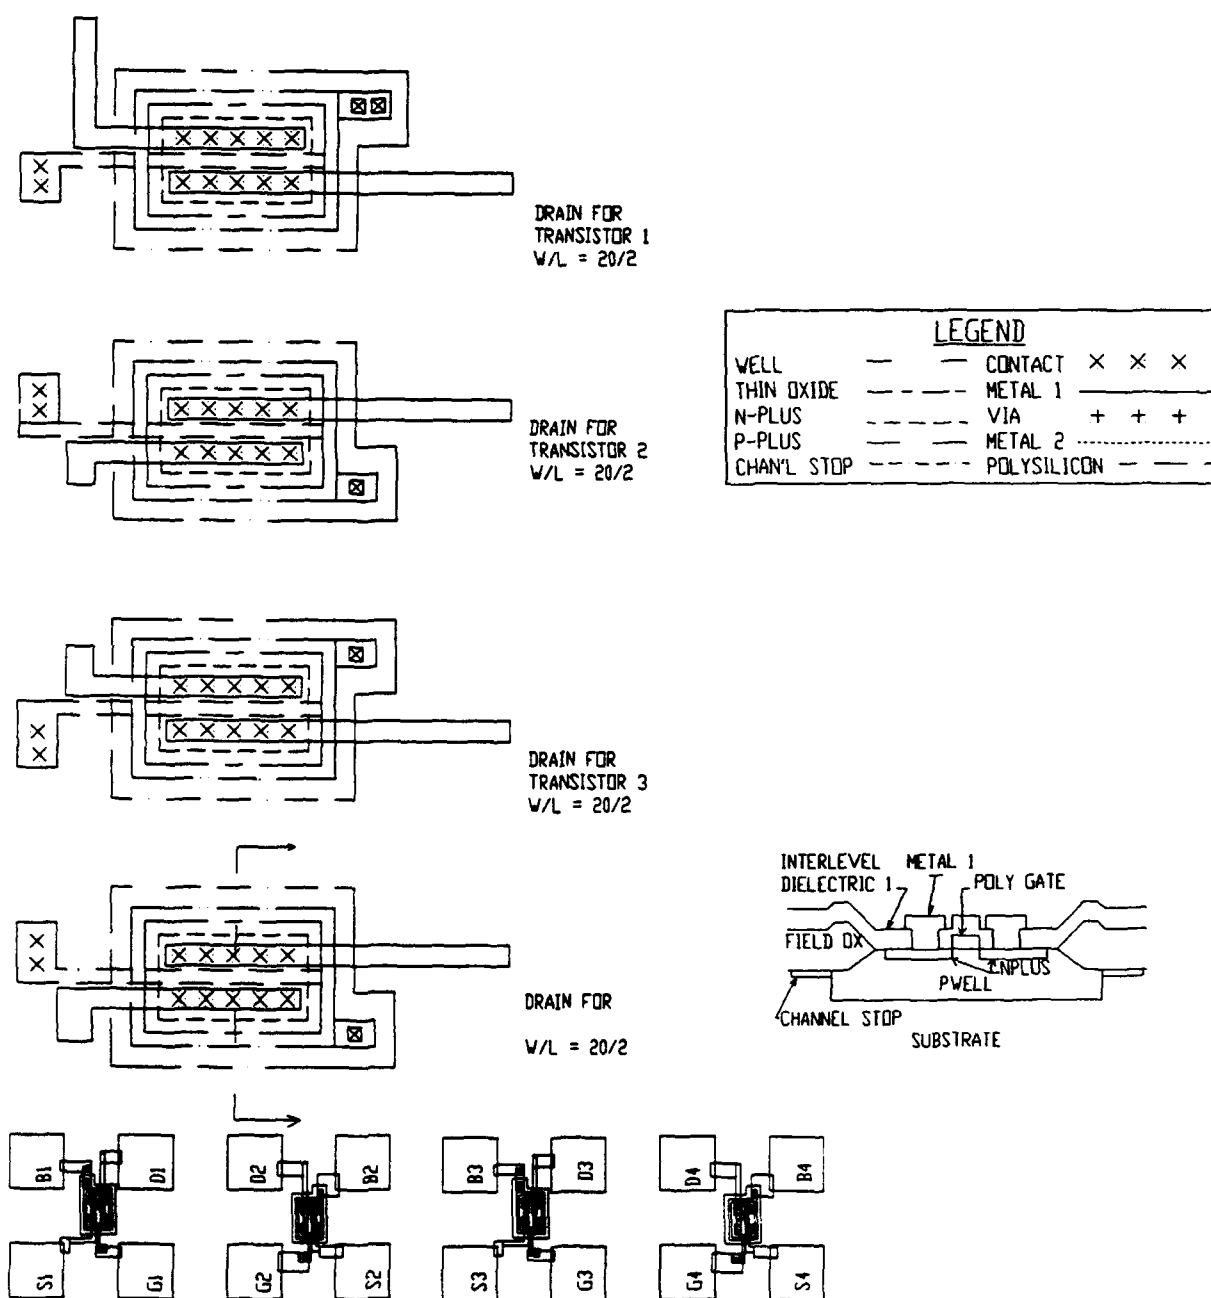 DRAIN FOR
TRANSISTOR 1
W/L = 20/2
DRAIN FOR
TRANSISTOR 2
W/L = 20/2
LEGEND
WELL CONTACT
THIN OXIDE METAL 1
N-PLUS VIA
P-PLUS METAL 2
CHAN'L STOP POLYSILICON
DRAIN FOR
TRANSISTOR 3
W/L = 20/2
DRAIN FOR
W/L = 20/2
INTERLEVEL METAL 1
DIELECTRIC 1 POLY GATE
FIELD OX
NPLUS
PWELL
CHANNEL STOP
SUBSTRATE
B1 D1 D2 B2 B3 D3 D4 B4
S1 G1 G2 S2 S3 G3 G4 S4